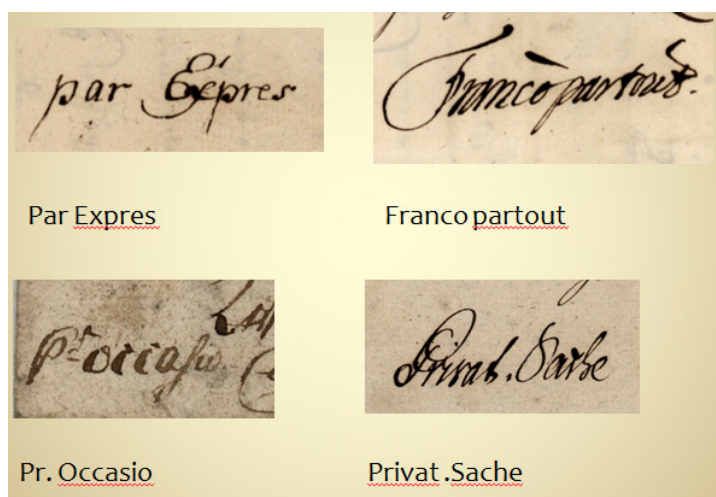 par Expres
Franco partout.
Par Expres
Franco partout
pr. occasio
Privat. Sache
Pr. Occasio
Privat .Sache